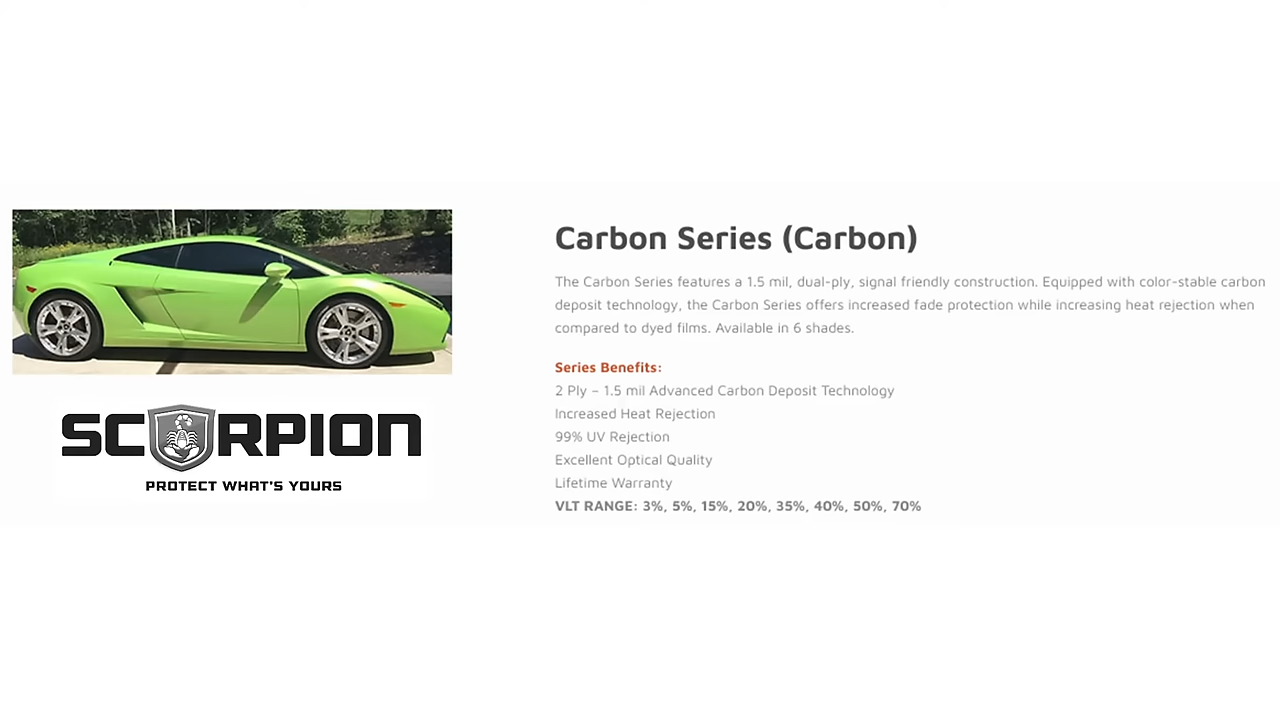 Carbon Series (Carbon)
The Carbon Series features a 1.5 mil, dual-ply, signal friendly construction. Equipped with color-stable carbon
deposit technology, the Carbon Series offers increased fade protection while increasing heat rejection when
compared to dyed films. Available in 6 shades.
Series Benefits:
2 Ply – 1.5 mil Advanced Carbon Deposit Technology
Increased Heat Rejection
99% UV Rejection
Excellent Optical Quality
Lifetime Warranty
VLT RANGE: 3%, 5%, 15%, 20%, 35%, 40%, 50%, 70%
SCORPION
PROTECT WHAT'S YOURS